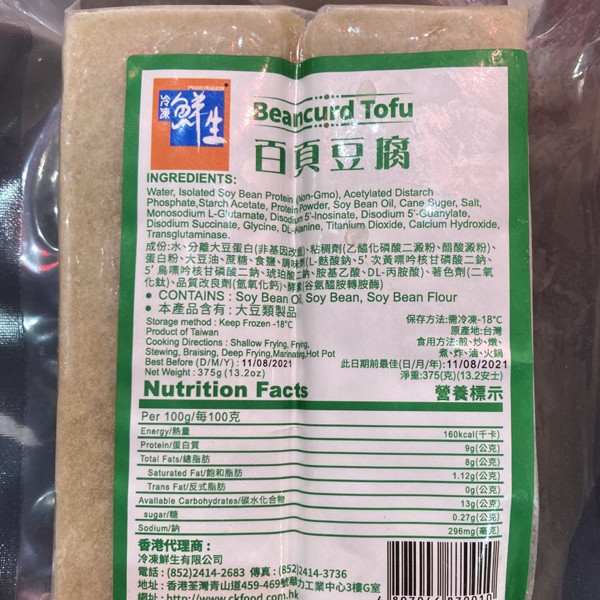 冷凍
鮮生
Beancurd Tofu
百頁豆腐
INGREDIENTS:
Water, Isolated Soy Bean Protein (Non-Gmo), Acetylated Distarch
Phosphate,Starch Acetate, Protein Powder, Soy Bean Oil, Cane Suger, Salt,
Monosodium L-Glutamate, Disodium 5'-Inosinate, Disodium 5'-Guanylate,
Disodium Succinate, Glycine, DL-Alanine, Titanium Dioxide, Calcium Hydroxide,
Transglutaminase.
成份:水、分離大豆蛋白(非基因改造)、粘稠劑(乙醯化磷酸二澱粉、醋酸澱粉)、
蛋白粉、大豆油、蔗糖、食鹽、調味劑(L-麩酸鈉、5'次黃嘌呤核苷磷酸二鈉、
5'鳥嘌呤核苷磷酸二鈉、琥珀酸二鈉、胺基乙酸、DL-丙胺酸)、著色劑(二氧
化鈦)、品質改良劑(氫氧化鈣)、酵素(谷氨醯胺轉胺酶)
• CONTAINS : Soy Bean Oil, Soy Bean, Soy Bean Flour
• 本產品含有:大豆類製品
Storage method : Keep Frozen -18°C
保存方法:需冷凍-18°C
Product of Taiwan
原產地:台灣
Cooking Directions : Shallow Frying, Frying,
食用方法:煎、炒、燉、
Stewing, Braising, Deep Frying,Marinating,Hot Pot
煮、炸、滷、火鍋
Best Before (D/M/Y) : 11/08/2021
此日期前最佳(日/月/年):11/08/2021
Net Weight : 375g (13.2oz)
淨重:375(克)(13.2安士)
Nutrition Facts 營養標示
Per 100g/每100克
Energy/熱量 160kcal(千卡)
Protein/蛋白質 9g(公克)
Total Fats/總脂肪 8g(公克)
Saturated Fat/飽和脂肪 1.12g(公克)
Trans Fat/反式脂肪 0g(公克)
Available Carbohydrates/碳水化合物 13g(公克)
sugar/糖 0.27g(公克)
Sodium/鈉 296mg(毫克)
香港代理商:
冷凍鮮生有限公司
電話:(852)2414-2683 傳真:(852)2414-3736
地址:香港荃灣青山道459-469號華力工業中心3樓G室
網址:http://www.ckfood.com.hk